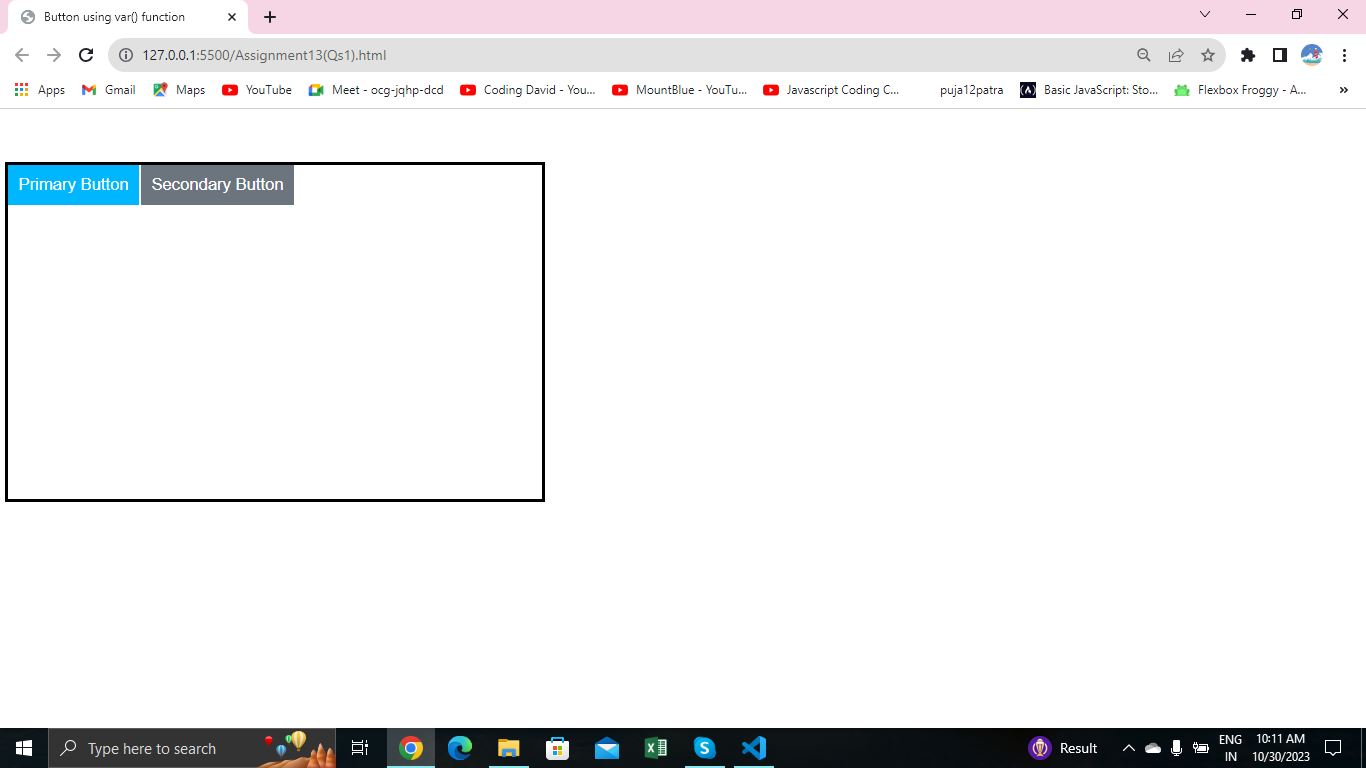 Button using var() function
127.0.0.1:5500/Assignment13(Qs1).html
Apps Gmail Maps YouTube Meet - ocg-jqhp-dcd Coding David - You... MountBlue - YouTu... Javascript Coding C... puja12patra (A) Basic JavaScript: Sto... Flexbox Froggy - A... »
Primary Button Secondary Button
Type here to search Result ENG 10:11 AM
IN 10/30/2023